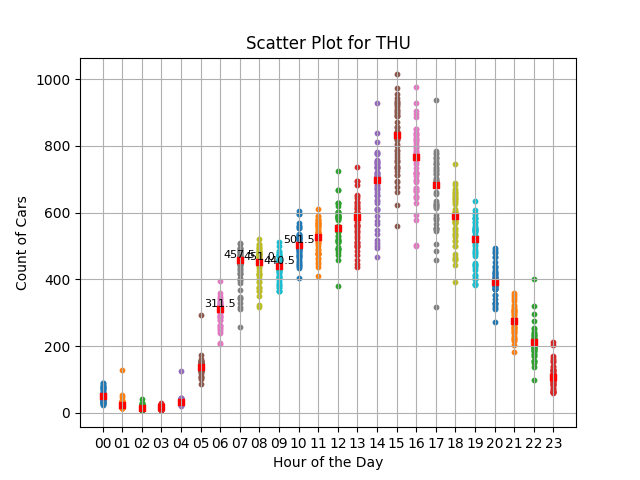 Scatter Plot for THU
Count of Cars
1000
800
600
400
200
0
311.5
457.5
451.0
440.5
501.5
00 01 02 03 04 05 06 07 08 09 10 11 12 13 14 15 16 17 18 19 20 21 22 23
Hour of the Day